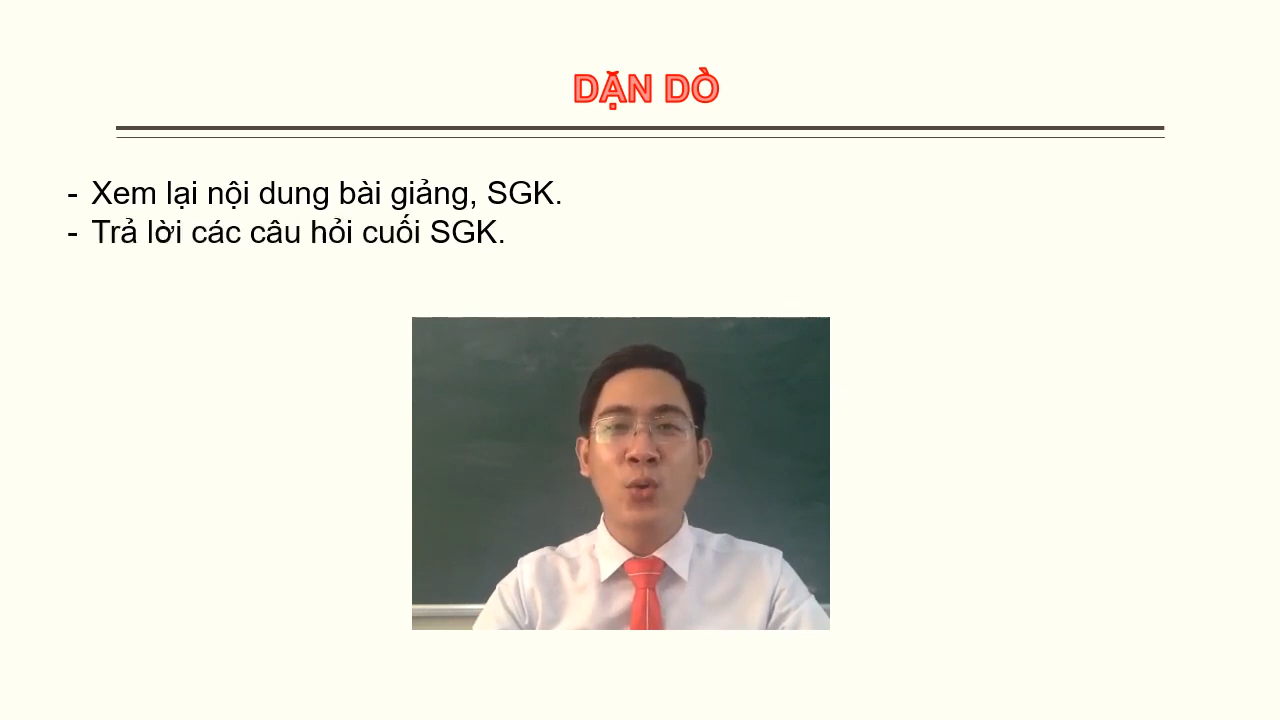 DẶN DÒ
- Xem lại nội dung bài giảng, SGK.
- Trả lời các câu hỏi cuối SGK.